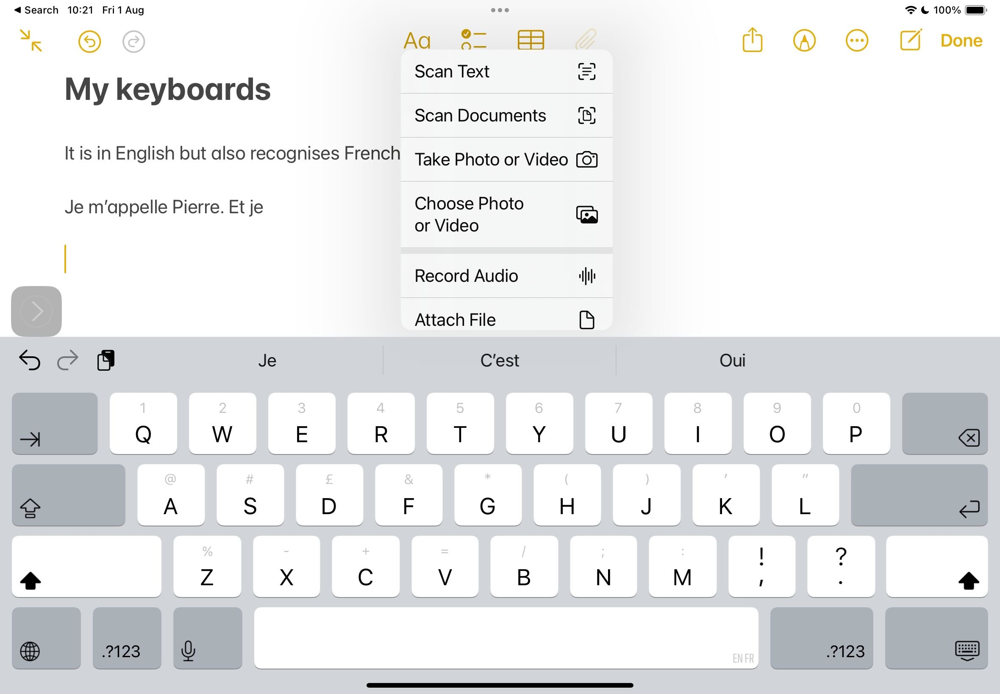 Search 10:21 Fri 1 Aug 100%
Aa Done
My keyboards
It is in English but also recognises French
Je m’appelle Pierre. Et je
Scan Text
Scan Documents
Take Photo or Video
Choose Photo
or Video
Record Audio
Attach File
Je C’est Oui
1 2 3 4 5 6 7 8 9 0
Q W E R T Y U I O P
@ # £ & * ( ) ' "
A S D F G H J K L
% - + = / ; : ! ?
Z X C V B N M , .
.?123 EN FR .?123